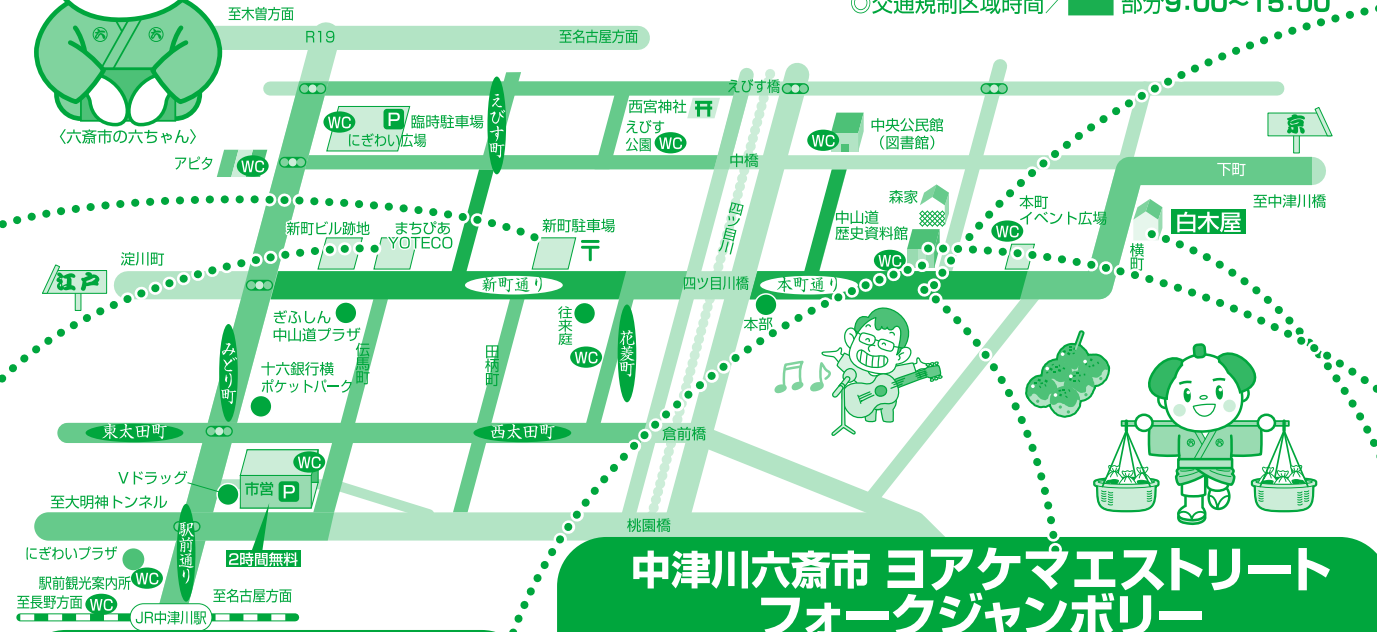 至木曽方面
◎交通規制区域時間／ 部分9:00〜15:00
R19
至名古屋方面
六
六
〈六斎市の六ちゃん〉
えびす橋
WC
P
臨時駐車場
にぎわい広場
えびす町
西宮神社
えびす
公園
WC
WC
中央公民館
（図書館）
京
アピタ
WC
中橋
下町
至中津川橋
新町ビル跡地
まちぴあ
YOTECO
新町駐車場
〒
四ツ目川
森家
中山道
歴史資料館
WC
本町
イベント広場
WC
横町
白木屋
淀川町
江戸
新町通り
四ツ目川橋
本町通り
ぎふしん
中山道プラザ
往来庭
WC
花菱町
本部
みどり町
十六銀行横
ポケットパーク
伝馬町
田柄町
東太田町
西太田町
倉前橋
Vドラッグ
WC
市営
P
至大明神トンネル
駅前通り
桃園橋
2時間無料
にぎわいプラザ
駅前観光案内所
WC
至長野方面
WC
至名古屋方面
JR中津川駅
中津川六斎市 ヨアケマエストリート
フォークジャンボリー